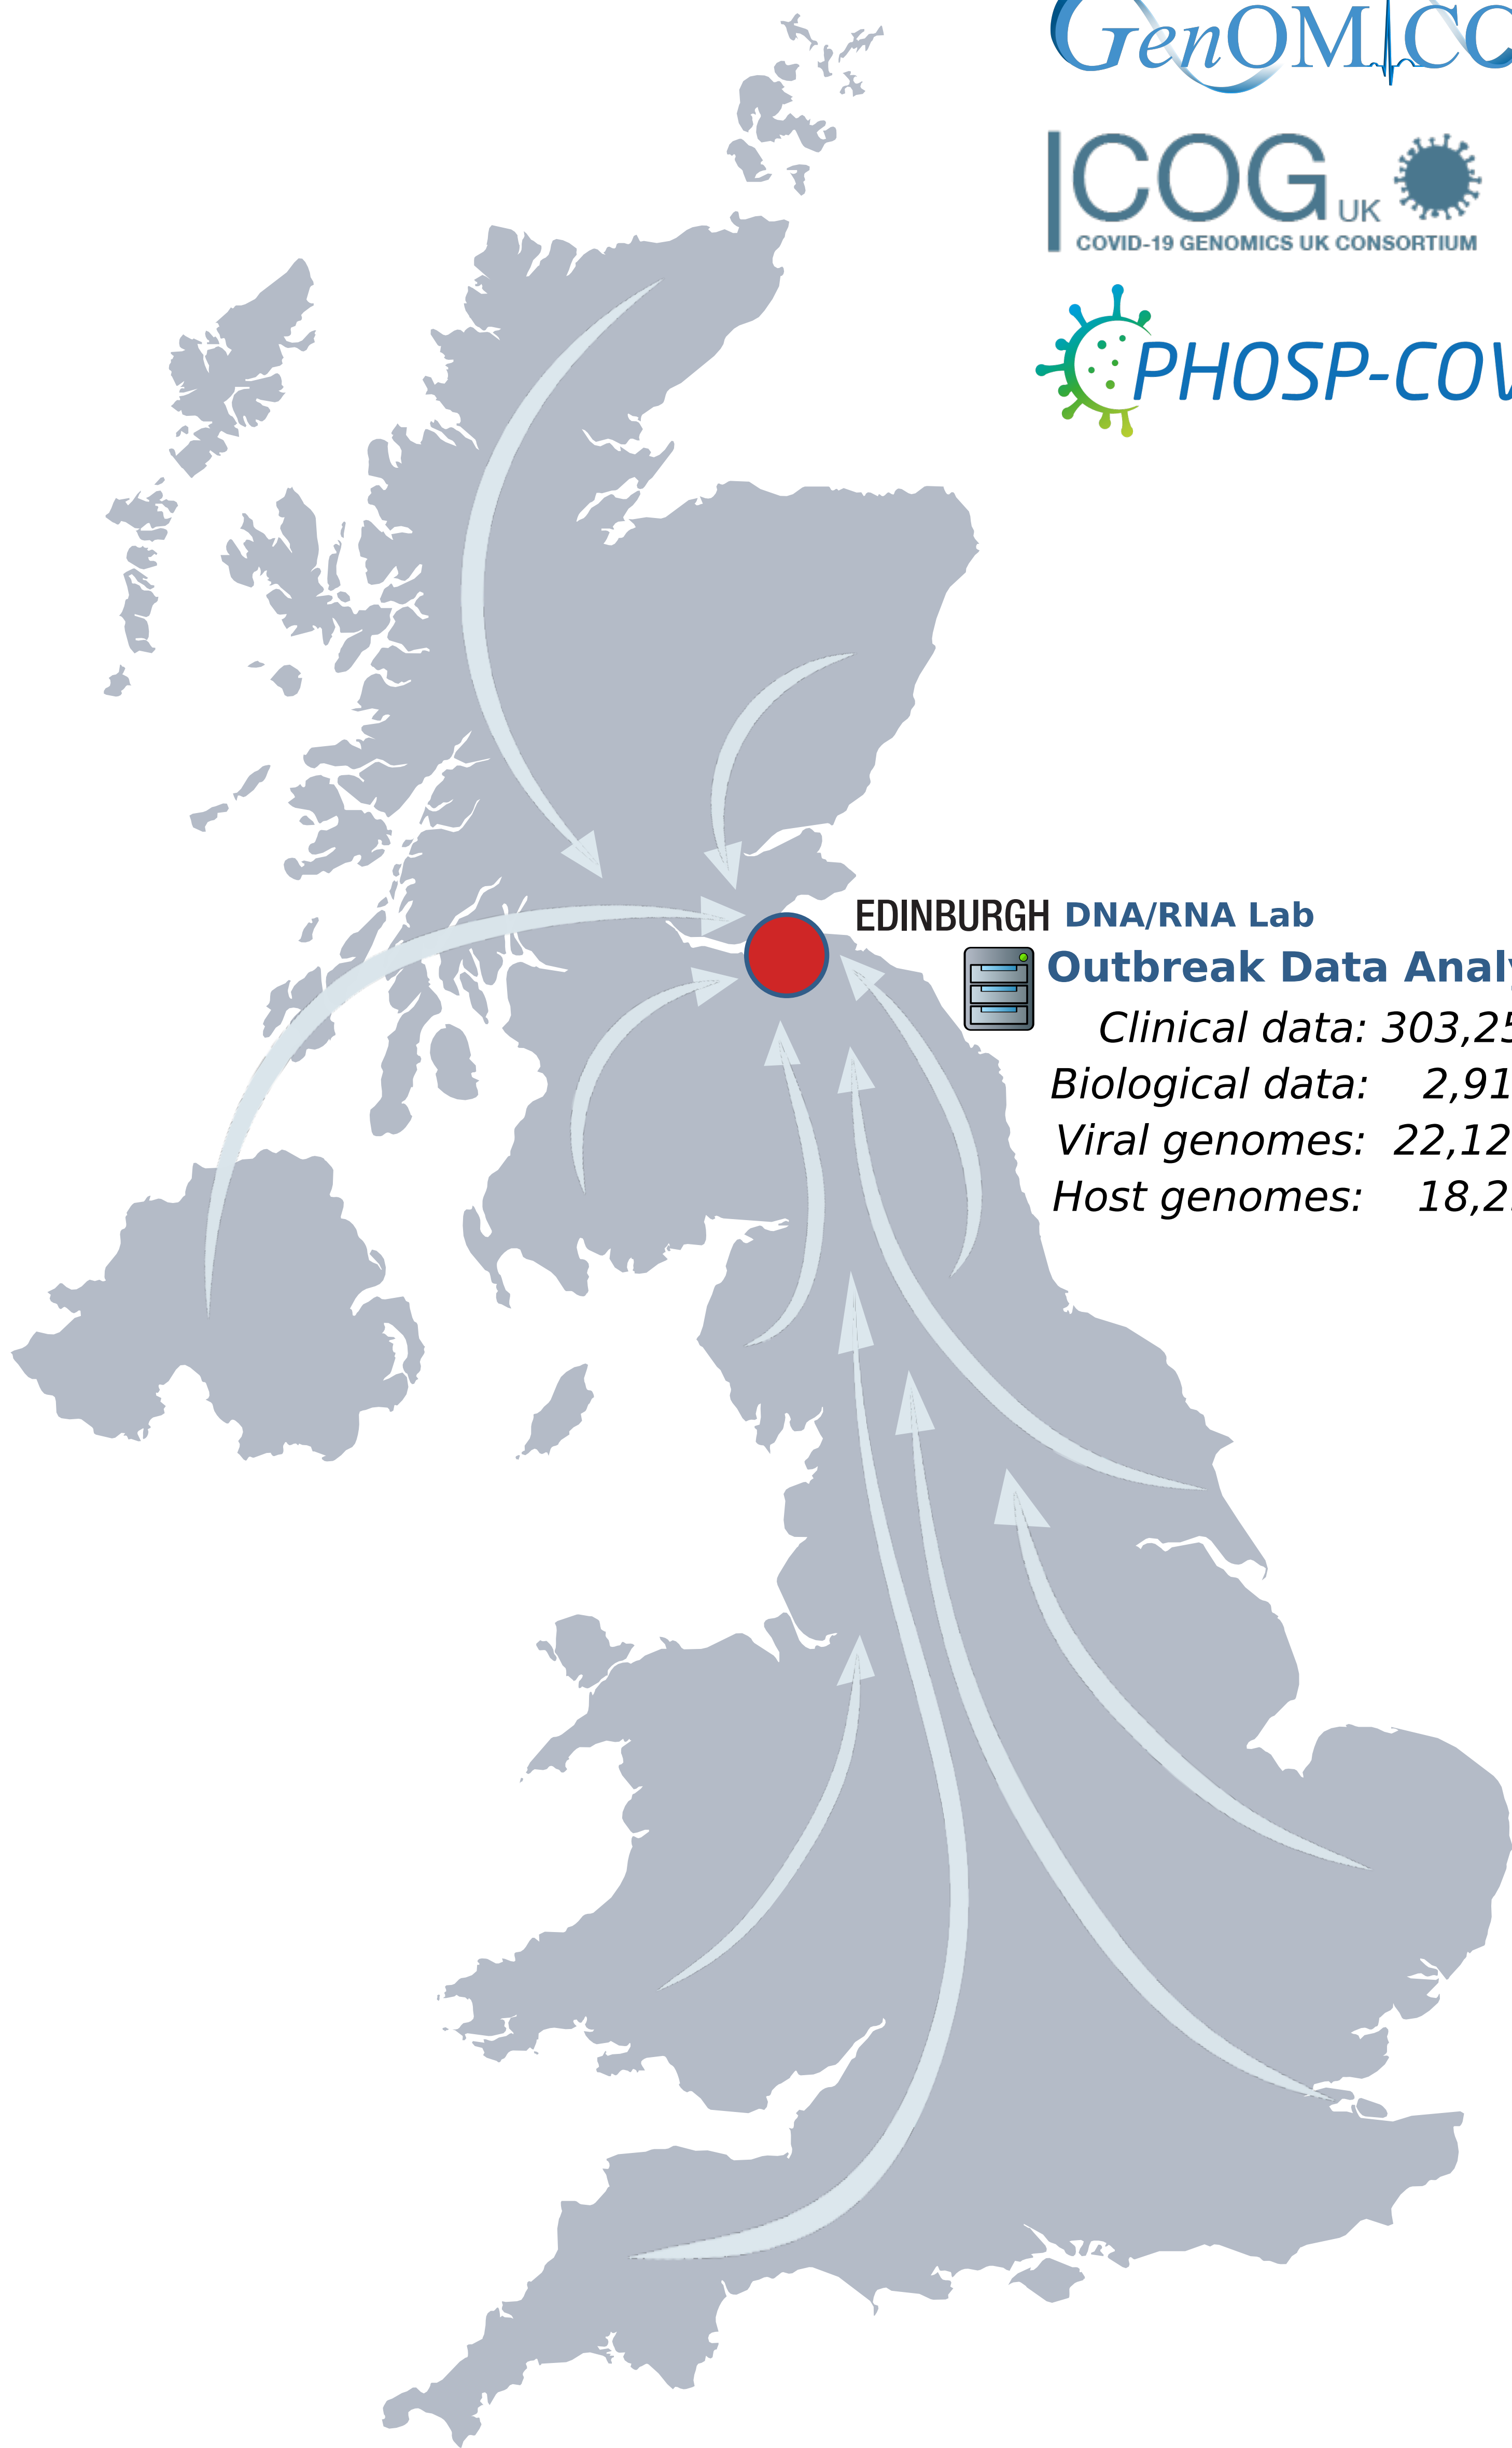 GenOMICC
COG UK
COVID-19 GENOMICS UK CONSORTIUM
PHOSP-COV
EDINBURGH DNA/RNA Lab
Outbreak Data Analy
Clinical data: 303,25
Biological data: 2,91
Viral genomes: 22,12
Host genomes: 18,2